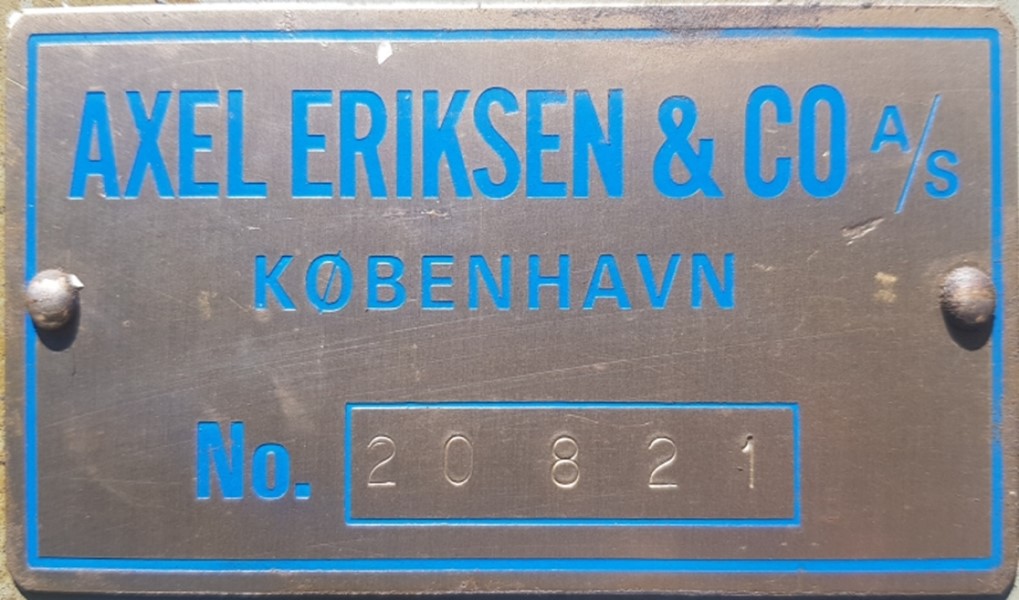 AXEL ERIKSEN & CO A/S
KØBENHAVN
No. 20821